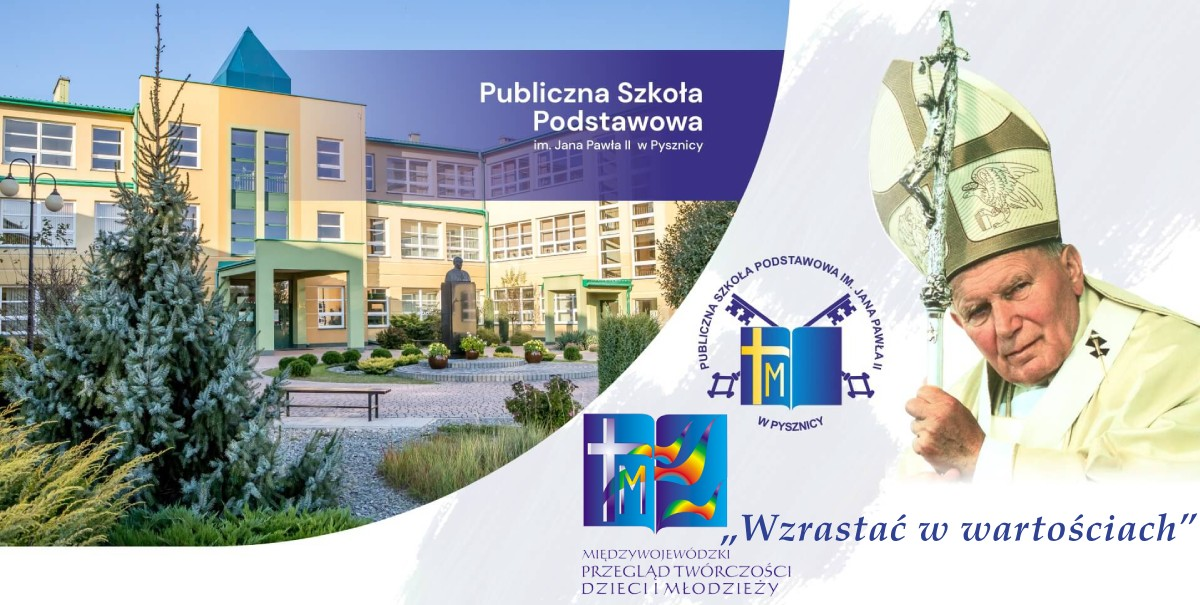 Publiczna Szkoła
Podstawowa
im. Jana Pawła II w Pysznicy
PUBLICZNA SZKOŁA PODSTAWOWA IM. JANA PAWŁA II
W PYSZNICY
M
M
„Wzrastać w wartościach”
MIĘDZYWOJEWÓDZKI
PRZEGLĄD TWÓRCZOŚCI
DZIECI I MŁODZIEŻY